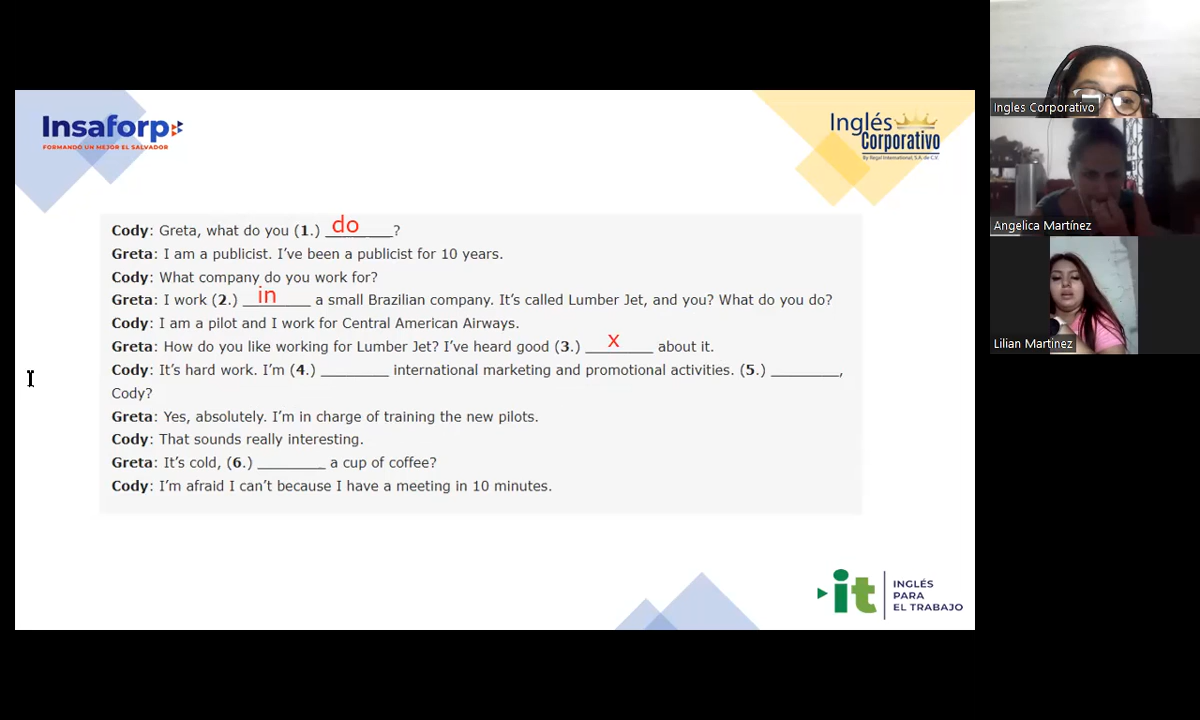 Insaforp
FORMANDO UN MEJOR EL SALVADOR
Inglés
Corporativo
By Regal International, S.A. de C.V.
Cody: Greta, what do you (1.) do ?
Greta: I am a publicist. I've been a publicist for 10 years.
Cody: What company do you work for?
Greta: I work (2.) in a small Brazilian company. It's called Lumber Jet, and you? What do you do?
Cody: I am a pilot and I work for Central American Airways.
Greta: How do you like working for Lumber Jet? I've heard good (3.) x about it.
Cody: It's hard work. I'm (4.) ________ international marketing and promotional activities. (5.) ________,
Cody?
Greta: Yes, absolutely. I'm in charge of training the new pilots.
Cody: That sounds really interesting.
Greta: It's cold, (6.) ________ a cup of coffee?
Cody: I'm afraid I can't because I have a meeting in 10 minutes.
it
INGLÉS
PARA
EL TRABAJO
Ingles Corporativo
Angelica Martínez
Lilian Martinez